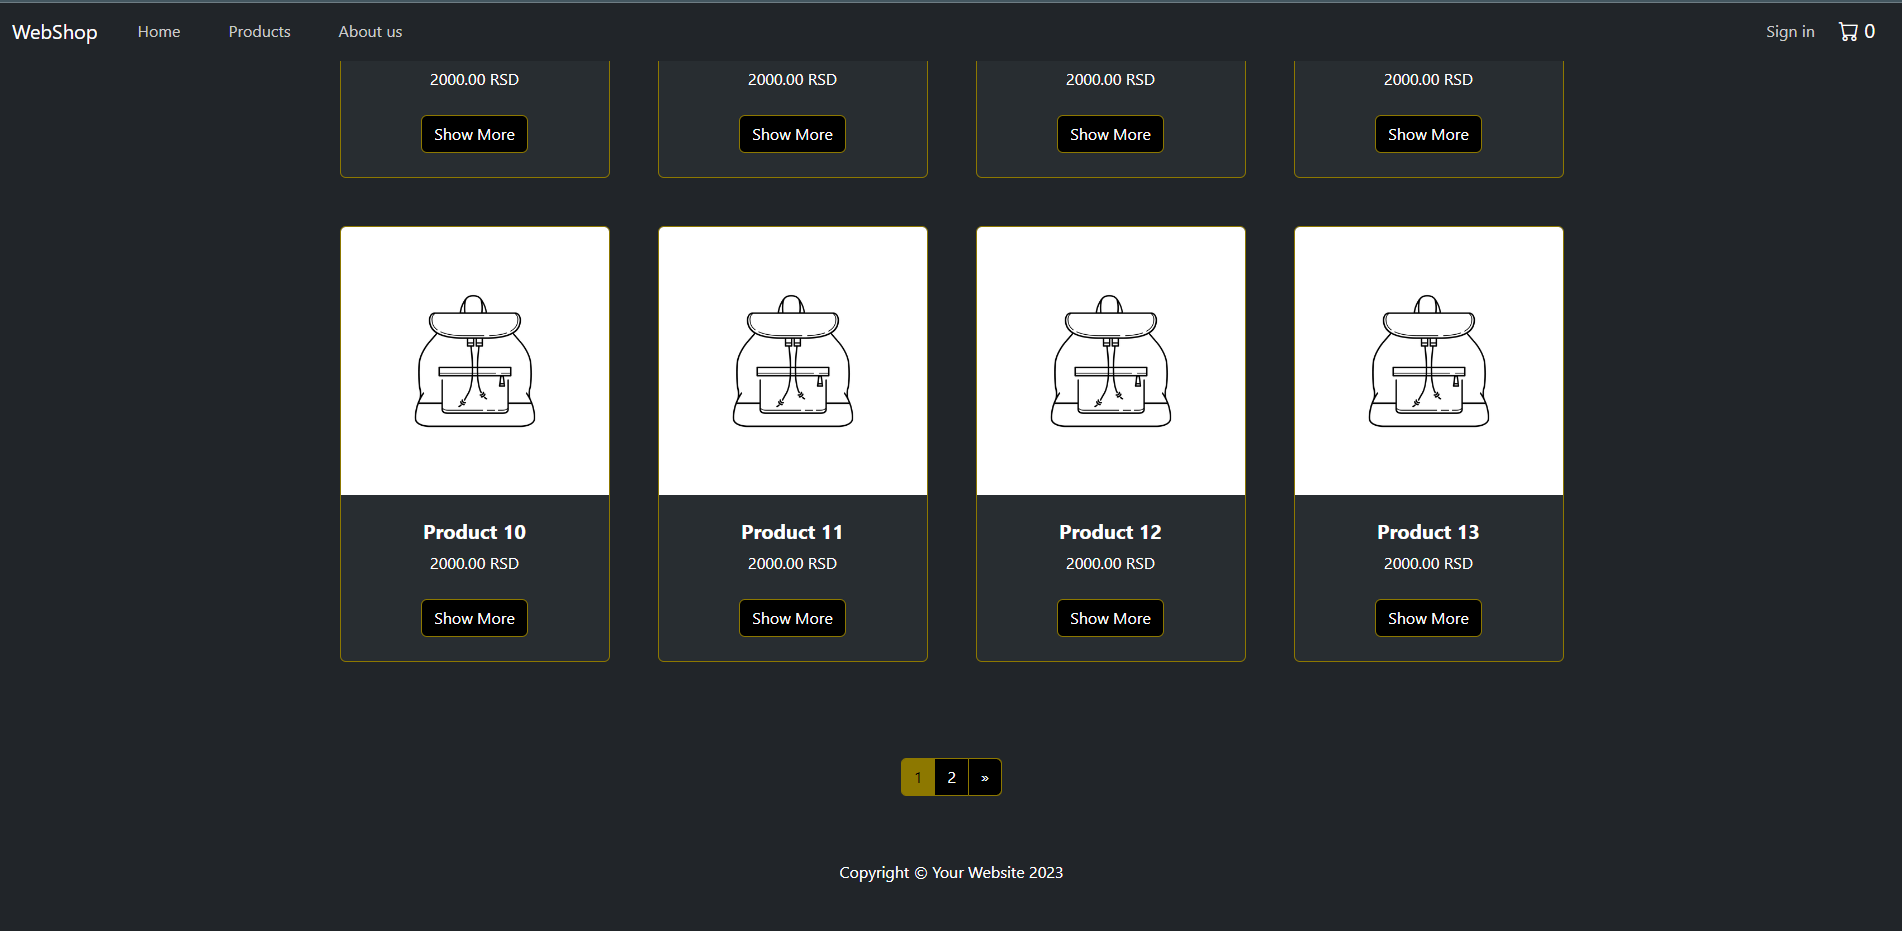 WebShop Home Products About us Sign in 0
2000.00 RSD 2000.00 RSD 2000.00 RSD 2000.00 RSD
Show More Show More Show More Show More
Product 10 Product 11 Product 12 Product 13
2000.00 RSD 2000.00 RSD 2000.00 RSD 2000.00 RSD
Show More Show More Show More Show More
1 2 »
Copyright © Your Website 2023